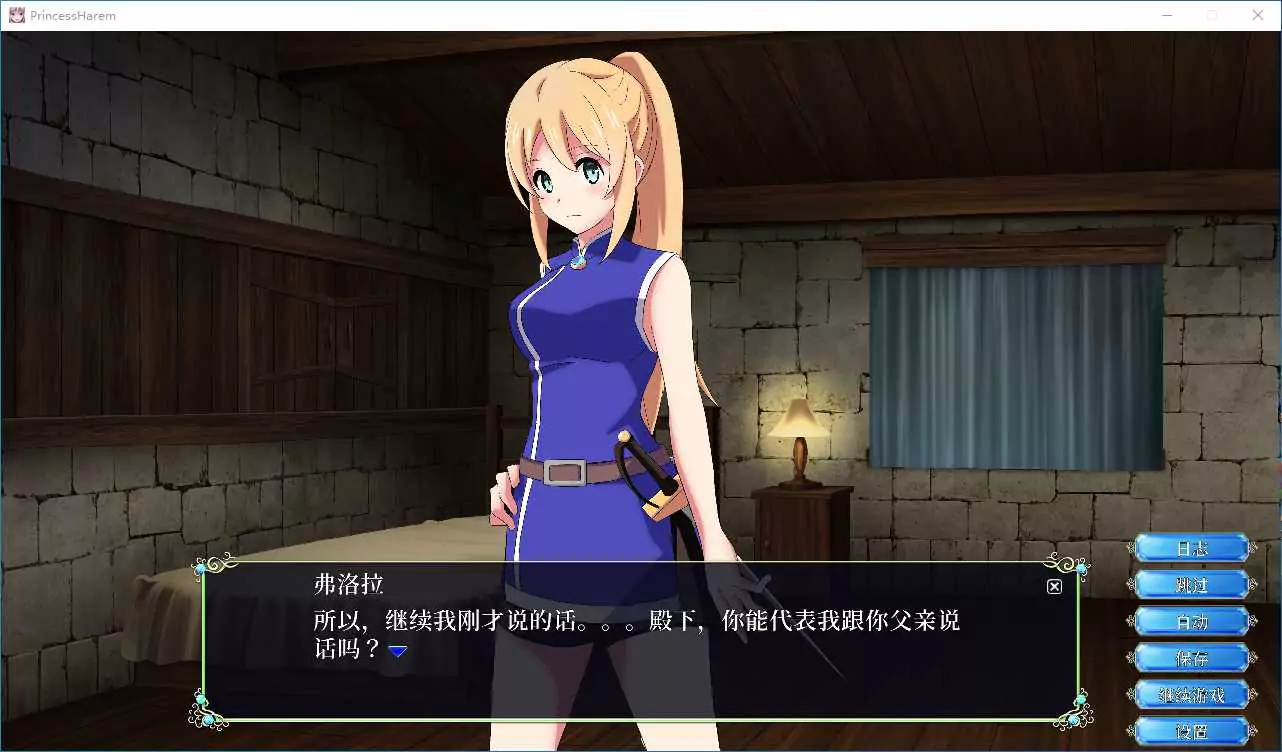 PrincessHarem
弗洛拉
所以，继续我刚才说的话。。。殿下，你能代表我跟你父亲说
话吗？
日志
跳过
自动
保存
继续游戏
设置